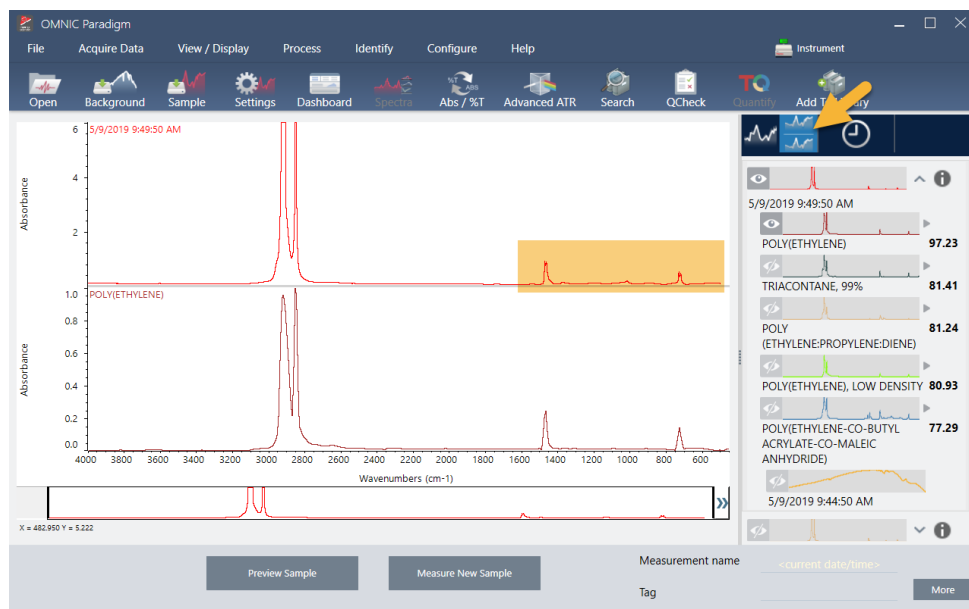 OMNIC Paradigm
File Acquire Data View / Display Process Identify Configure Help Instrument
%T ABS TQ
Open Background Sample Settings Dashboard Spectra Abs / %T Advanced ATR Search QCheck Quantify Add
6 5/9/2019 9:49:50 AM
4
2
Absorbance
1.0 POLY(ETHYLENE)
0.8
0.6
0.4
0.2
0.0
Absorbance
4000 3800 3600 3400 3200 3000 2800 2600 2400 2200 2000 1800 1600 1400 1200 1000 800 600
Wavenumbers (cm-1)
X = 482.950 Y = 5.222
5/9/2019 9:49:50 AM
POLY(ETHYLENE) 97.23
TRIACONTANE, 99% 81.41
POLY 81.24
(ETHYLENE:PROPYLENE:DIENE)
POLY(ETHYLENE), LOW DENSITY 80.93
POLY(ETHYLENE-CO-BUTYL 77.29
ACRYLATE-CO-MALEIC
ANHYDRIDE)
5/9/2019 9:44:50 AM
Preview Sample Measure New Sample
Measurement name <current date/time>
Tag
More